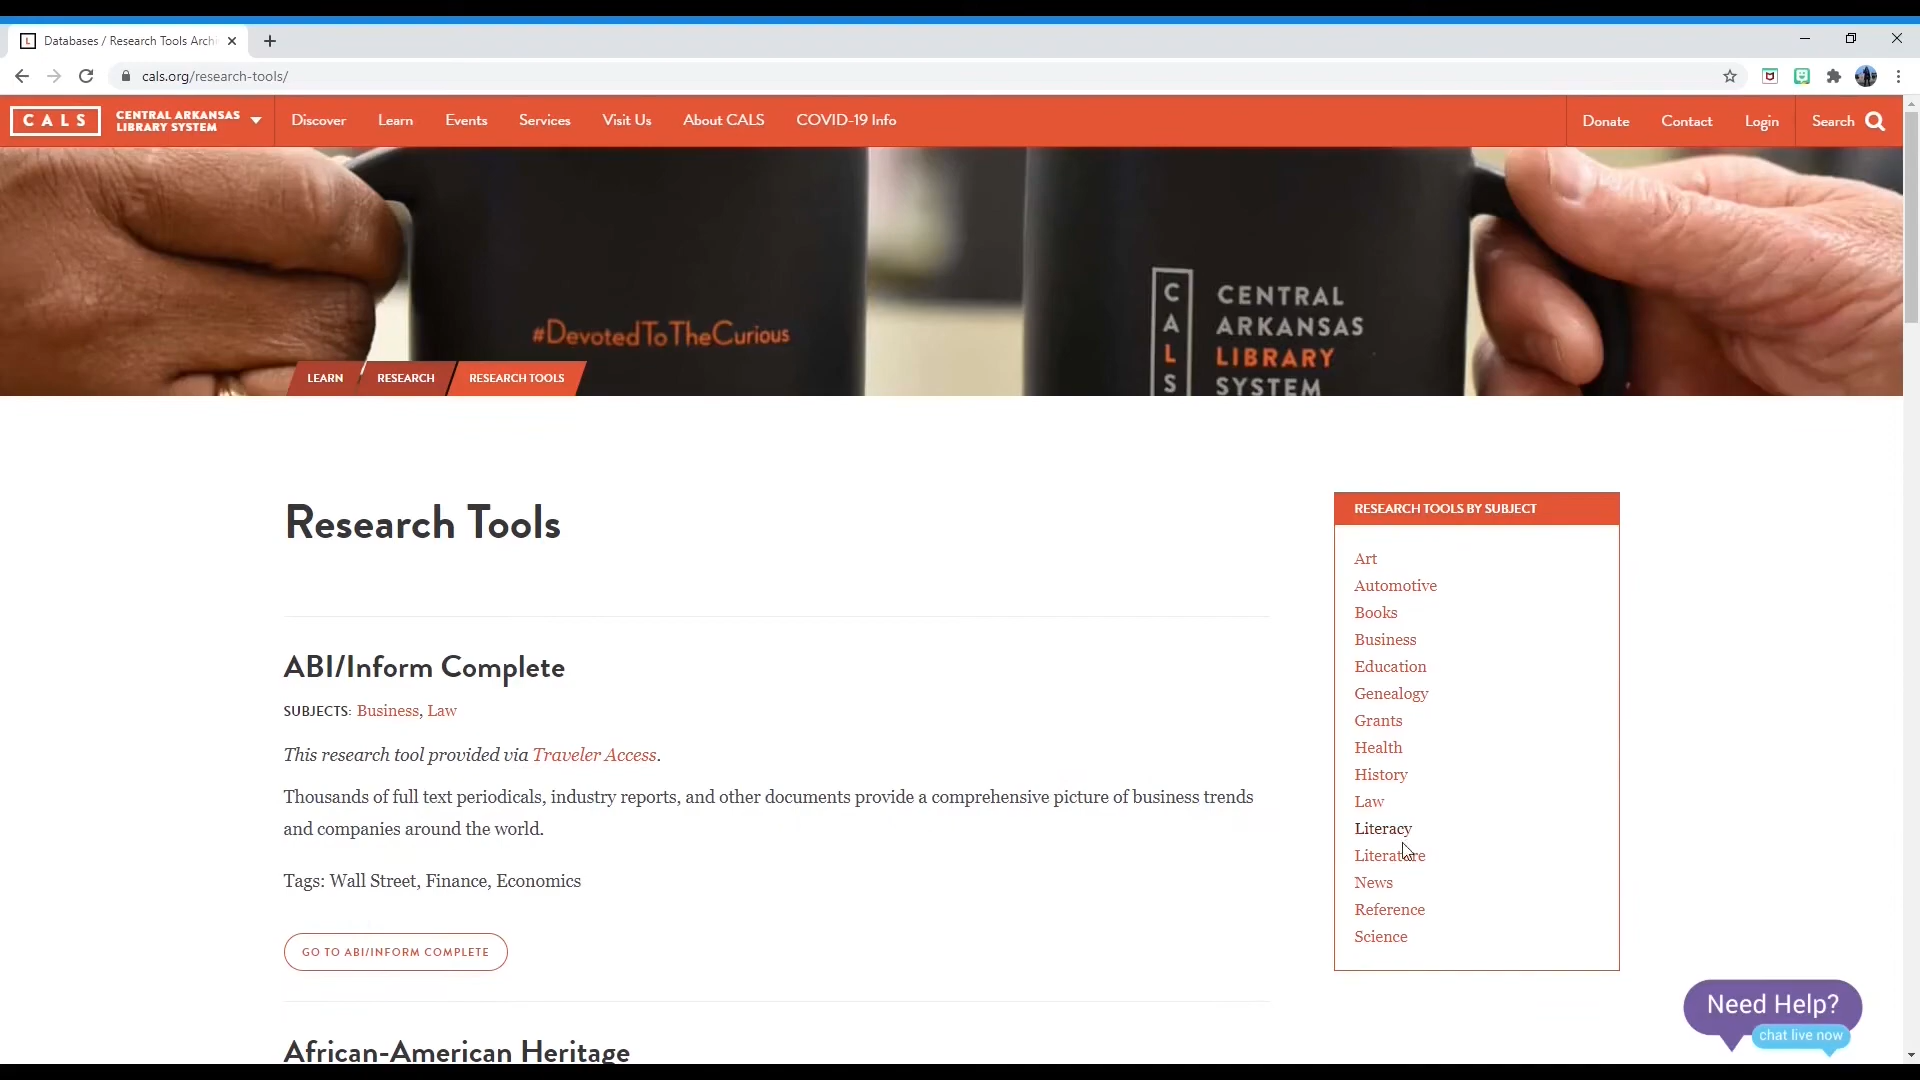 Databases / Research Tools Archi
cals.org/research-tools/
CALS
CENTRAL ARKANSAS
LIBRARY SYSTEM
Discover
Learn
Events
Services
Visit Us
About CALS
COVID-19 Info
Donate
Contact
Login
Search
#DevotedToTheCurious
CALS
CENTRAL
ARKANSAS
LIBRARY
SYSTEM
LEARN
RESEARCH
RESEARCH TOOLS
Research Tools
ABI/Inform Complete
SUBJECTS: Business, Law
This research tool provided via Traveler Access.
Thousands of full text periodicals, industry reports, and other documents provide a comprehensive picture of business trends
and companies around the world.
Tags: Wall Street, Finance, Economics
GO TO ABI/INFORM COMPLETE
African-American Heritage
RESEARCH TOOLS BY SUBJECT
Art
Automotive
Books
Business
Education
Genealogy
Grants
Health
History
Law
Literacy
Literature
News
Reference
Science
Need Help?
chat live now